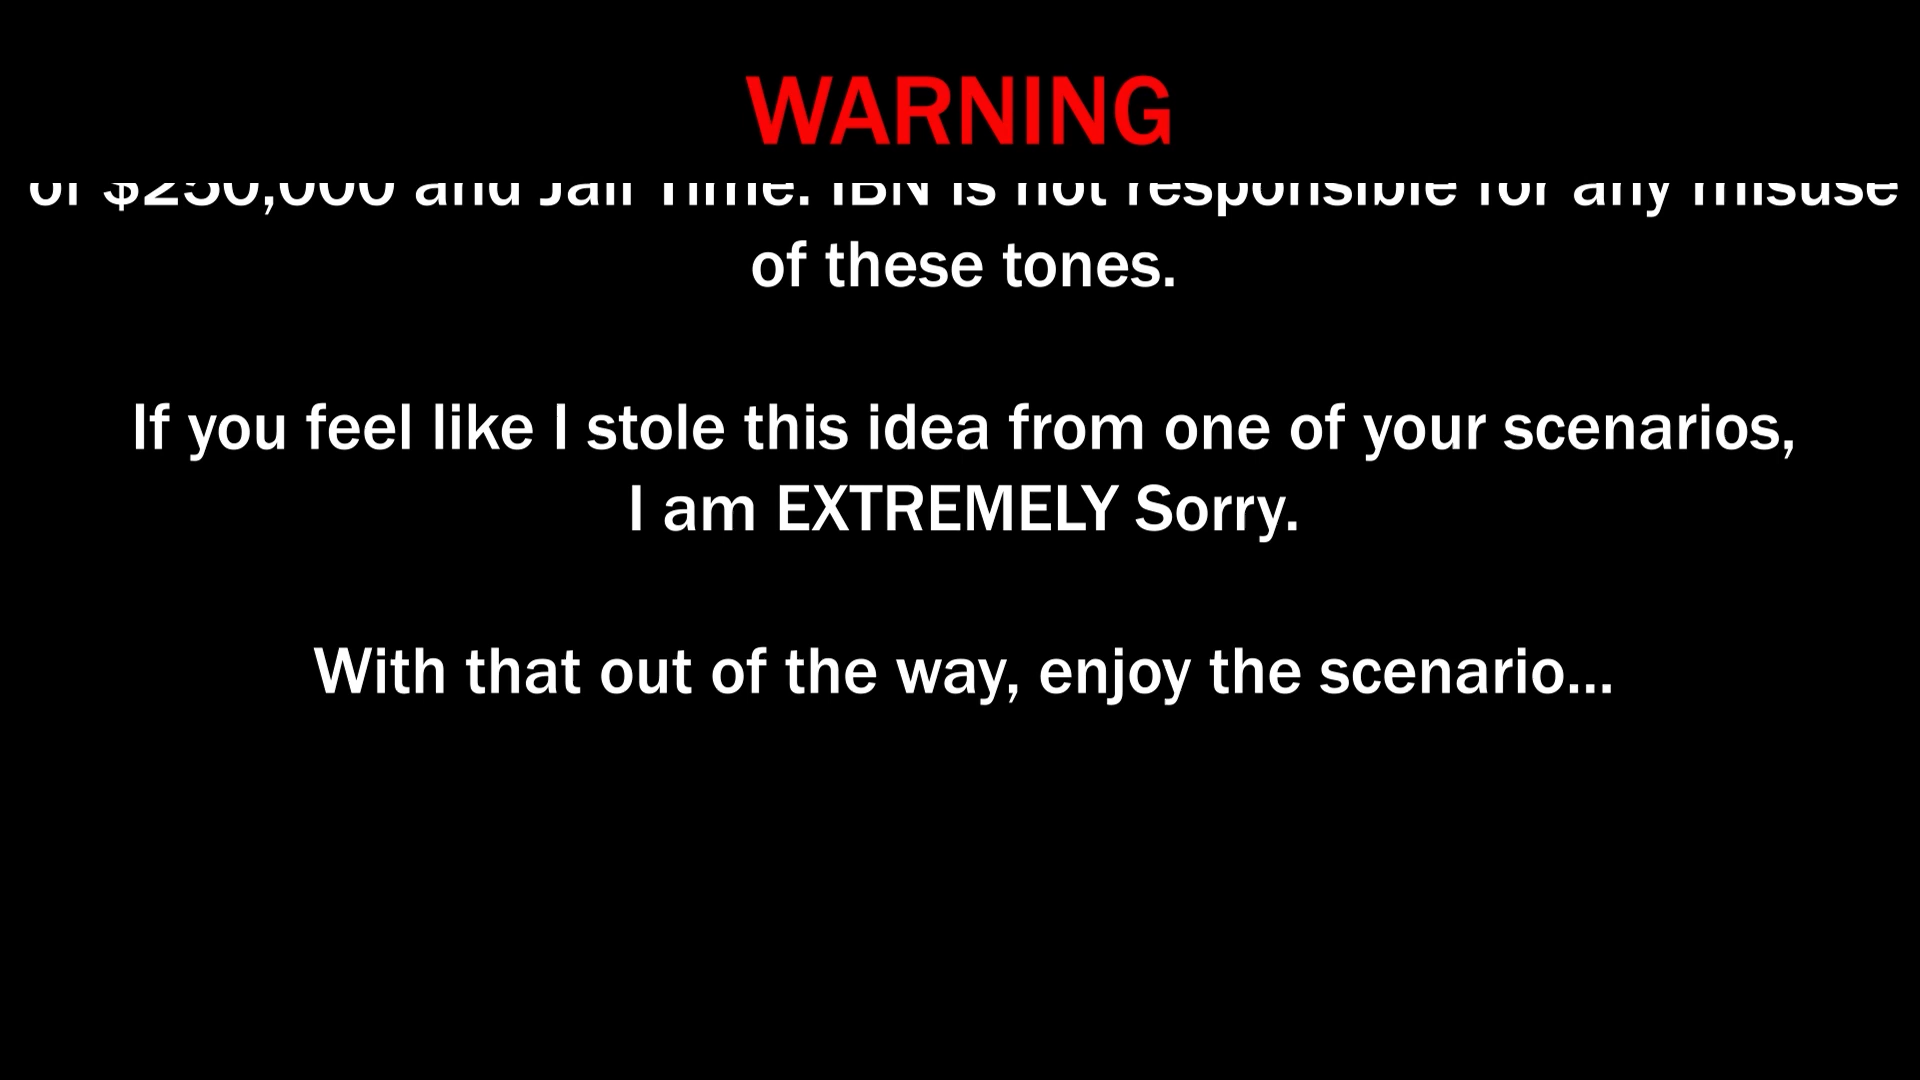 WARNING
of $250,000 and Jail Time. IBN is not responsible for any misuse
of these tones.
If you feel like I stole this idea from one of your scenarios,
I am EXTREMELY Sorry.
With that out of the way, enjoy the scenario...